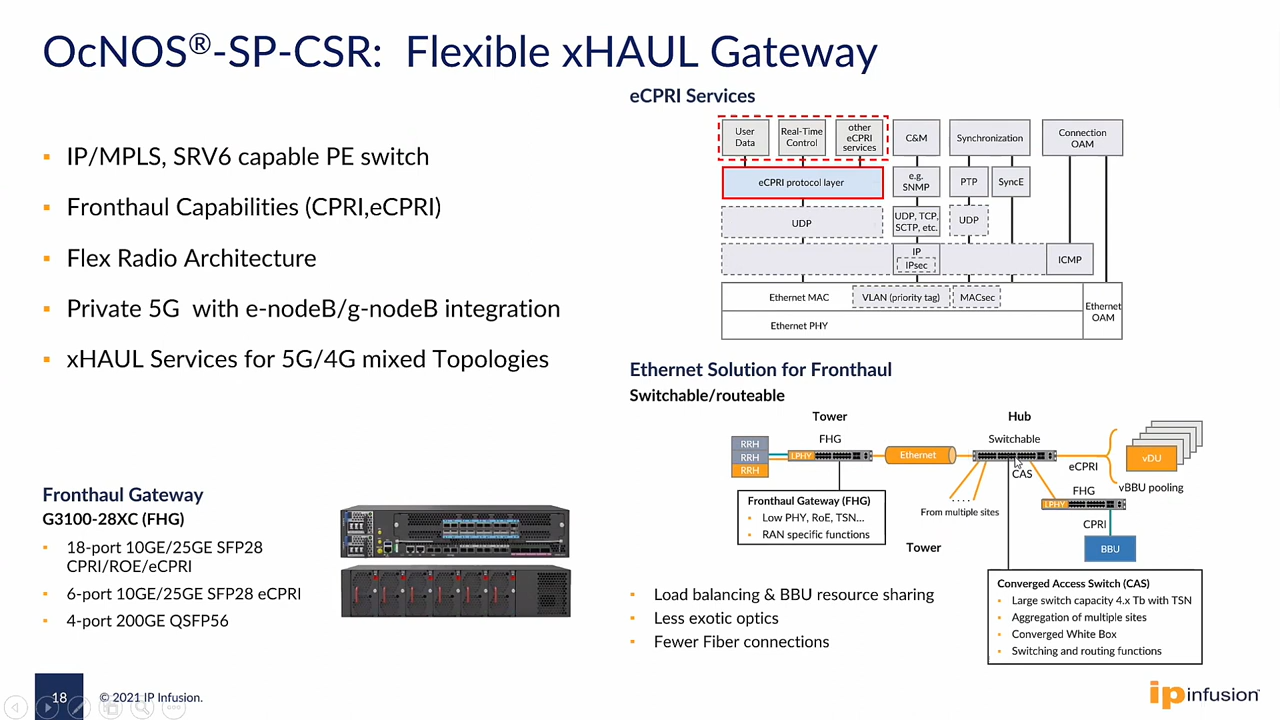 OcNOS®-SP-CSR: Flexible xHAUL Gateway
▪ IP/MPLS, SRV6 capable PE switch
▪ Fronthaul Capabilities (CPRI,eCPRI)
▪ Flex Radio Architecture
▪ Private 5G with e-nodeB/g-nodeB integration
▪ xHAUL Services for 5G/4G mixed Topologies
Fronthaul Gateway
G3100-28XC (FHG)
▪ 18-port 10GE/25GE SFP28
CPRI/ROE/eCPRI
▪ 6-port 10GE/25GE SFP28 eCPRI
▪ 4-port 200GE QSFP56
eCPRI Services
User
Data
Real-Time
Control
other
eCPRI
services
C&M
Synchronization
Connection
OAM
eCPRI protocol layer
e.g.
SNMP
PTP
SyncE
UDP
UDP, TCP,
SCTP, etc.
UDP
IP
IPsec
ICMP
Ethernet MAC
VLAN (priority tag)
MACsec
Ethernet
OAM
Ethernet PHY
Ethernet Solution for Fronthaul
Switchable/routeable
Tower
Hub
FHG
Switchable
RRH
RRH
RRH
LPHY
Ethernet
CAS
eCPRI
vDU
vBBU pooling
FHG
LPHY
From multiple sites
CPRI
BBU
Fronthaul Gateway (FHG)
▪ Low PHY, RoE, TSN...
▪ RAN specific functions
Tower
Converged Access Switch (CAS)
▪ Large switch capacity 4.x Tb with TSN
▪ Aggregation of multiple sites
▪ Converged White Box
▪ Switching and routing functions
▪ Load balancing & BBU resource sharing
▪ Less exotic optics
▪ Fewer Fiber connections
18
© 2021 IP Infusion.
ipinfusion™